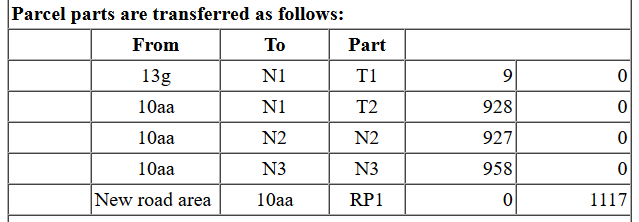 Parcel parts are transferred as follows:
From To Part
13g N1 T1 9 0
10aa N1 T2 928 0
10aa N2 N2 927 0
10aa N3 N3 958 0
New road area 10aa RP1 0 1117